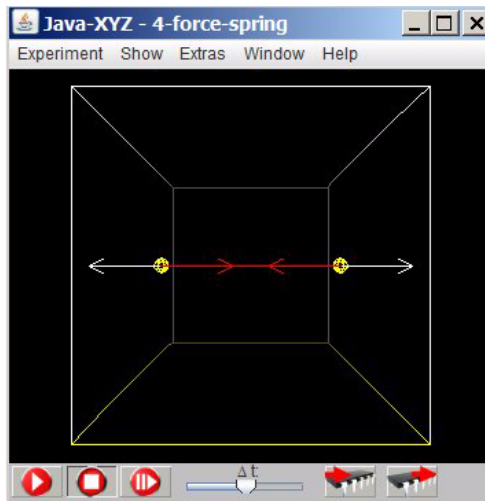 Java-XYZ - 4-force-spring
Experiment Show Extras Window Help
Δt